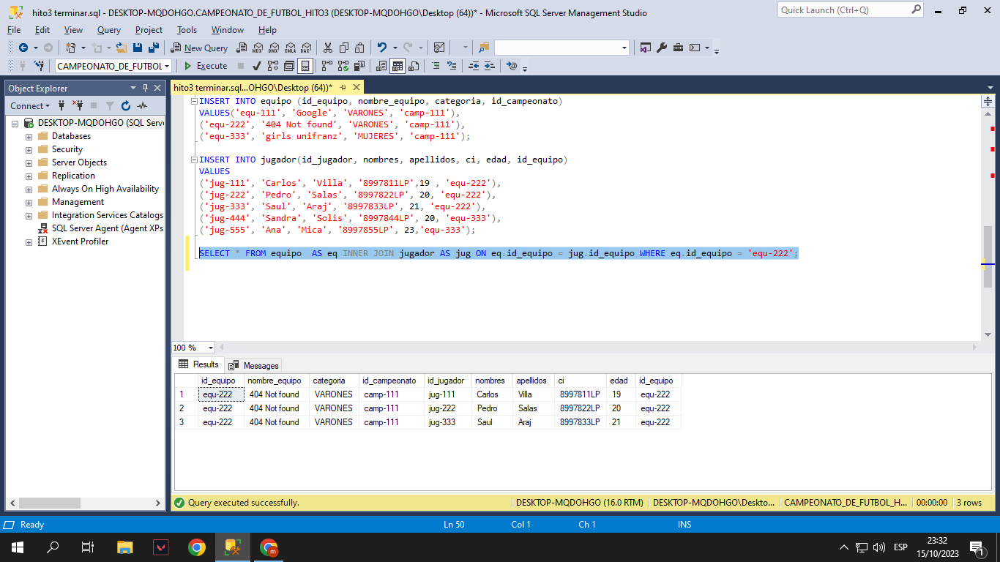 hito3 terminar.sql - DESKTOP-MQDOHGO.CAMPEONATO_DE_FUTBOL_HITO3 (DESKTOP-MQDOHGO\Desktop (64))* - Microsoft SQL Server Management Studio
Quick Launch (Ctrl+Q)
File Edit View Query Project Tools Window Help
New Query MDX DMX XMLA DAX
CAMPEONATO_DE_FUTBOL Execute
Object Explorer
Connect
DESKTOP-MQDOHGO (SQL Serve
Databases
Security
Server Objects
Replication
Always On High Availability
Management
Integration Services Catalogs
SQL Server Agent (Agent XPs
XEvent Profiler
hito3 terminar.sql...OHGO\Desktop (64))*
INSERT INTO equipo (id_equipo, nombre_equipo, categoria, id_campeonato)
VALUES('equ-111', 'Google', 'VARONES', 'camp-111'),
('equ-222', '404 Not found', 'VARONES', 'camp-111'),
('equ-333', 'girls unifranz', 'MUJERES', 'camp-111');
INSERT INTO jugador(id_jugador, nombres, apellidos, ci, edad, id_equipo)
VALUES
('jug-111', 'Carlos', 'Villa', '8997811LP',19 , 'equ-222'),
('jug-222', 'Pedro', 'Salas', '8997822LP', 20, 'equ-222'),
('jug-333', 'Saul', 'Araj', '8997833LP', 21, 'equ-222'),
('jug-444', 'Sandra', 'Solis', '8997844LP', 20, 'equ-333'),
('jug-555', 'Ana', 'Mica', '8997855LP', 23,'equ-333');
SELECT * FROM equipo  AS eq INNER JOIN jugador AS jug ON eq.id_equipo = jug.id_equipo WHERE eq.id_equipo = 'equ-222';
100 %
Results Messages
id_equipo nombre_equipo categoria id_campeonato id_jugador nombres apellidos ci edad id_equipo
1 equ-222 404 Not found VARONES camp-111 jug-111 Carlos Villa 8997811LP 19 equ-222
2 equ-222 404 Not found VARONES camp-111 jug-222 Pedro Salas 8997822LP 20 equ-222
3 equ-222 404 Not found VARONES camp-111 jug-333 Saul Araj 8997833LP 21 equ-222
Query executed successfully. DESKTOP-MQDOHGO (16.0 RTM) DESKTOP-MQDOHGO\Deskto... CAMPEONATO_DE_FUTBOL_H... 00:00:00 3 rows
Ready Ln 50 Col 1 Ch 1 INS
m ESP 23:32
15/10/2023 1